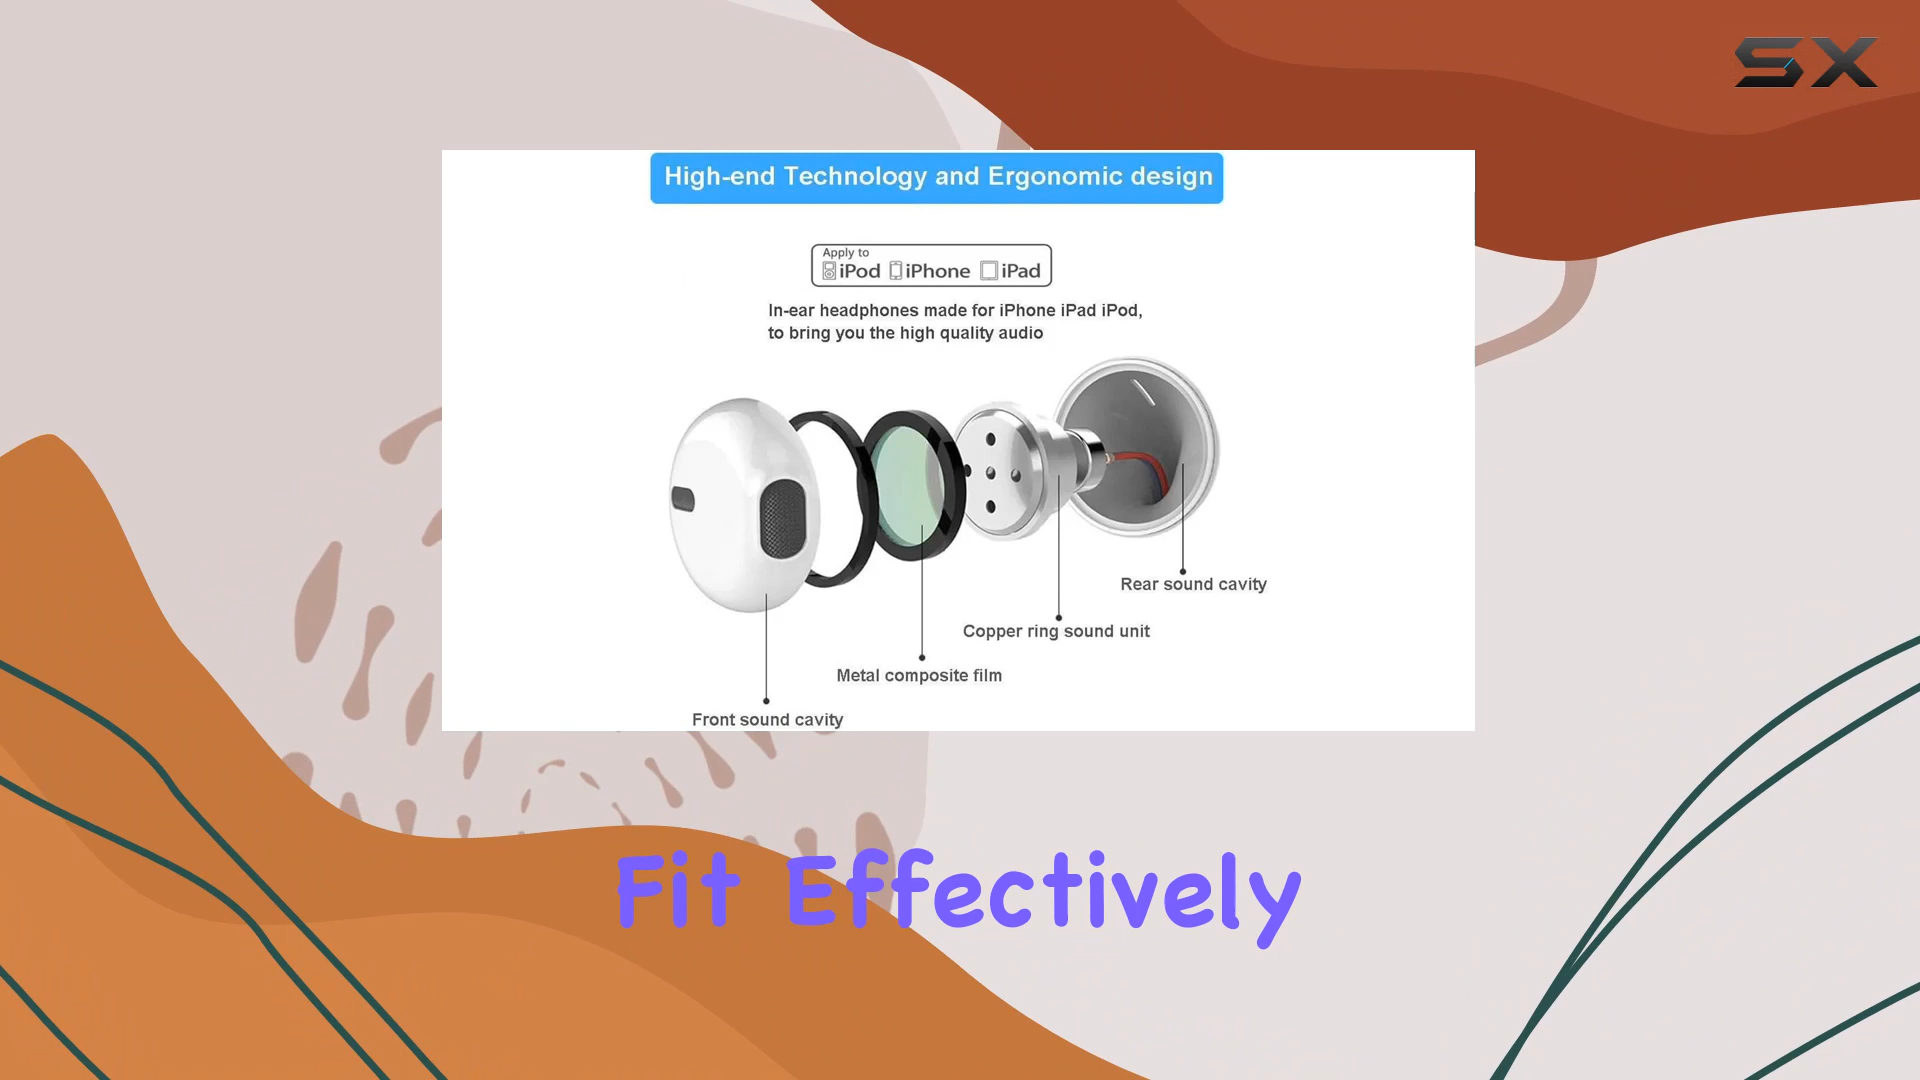 SX
High-end Technology and Ergonomic design
Apply to
iPod iPhone iPad
In-ear headphones made for iPhone iPad iPod,
to bring you the high quality audio
Rear sound cavity
Copper ring sound unit
Metal composite film
Front sound cavity
Fit Effectively